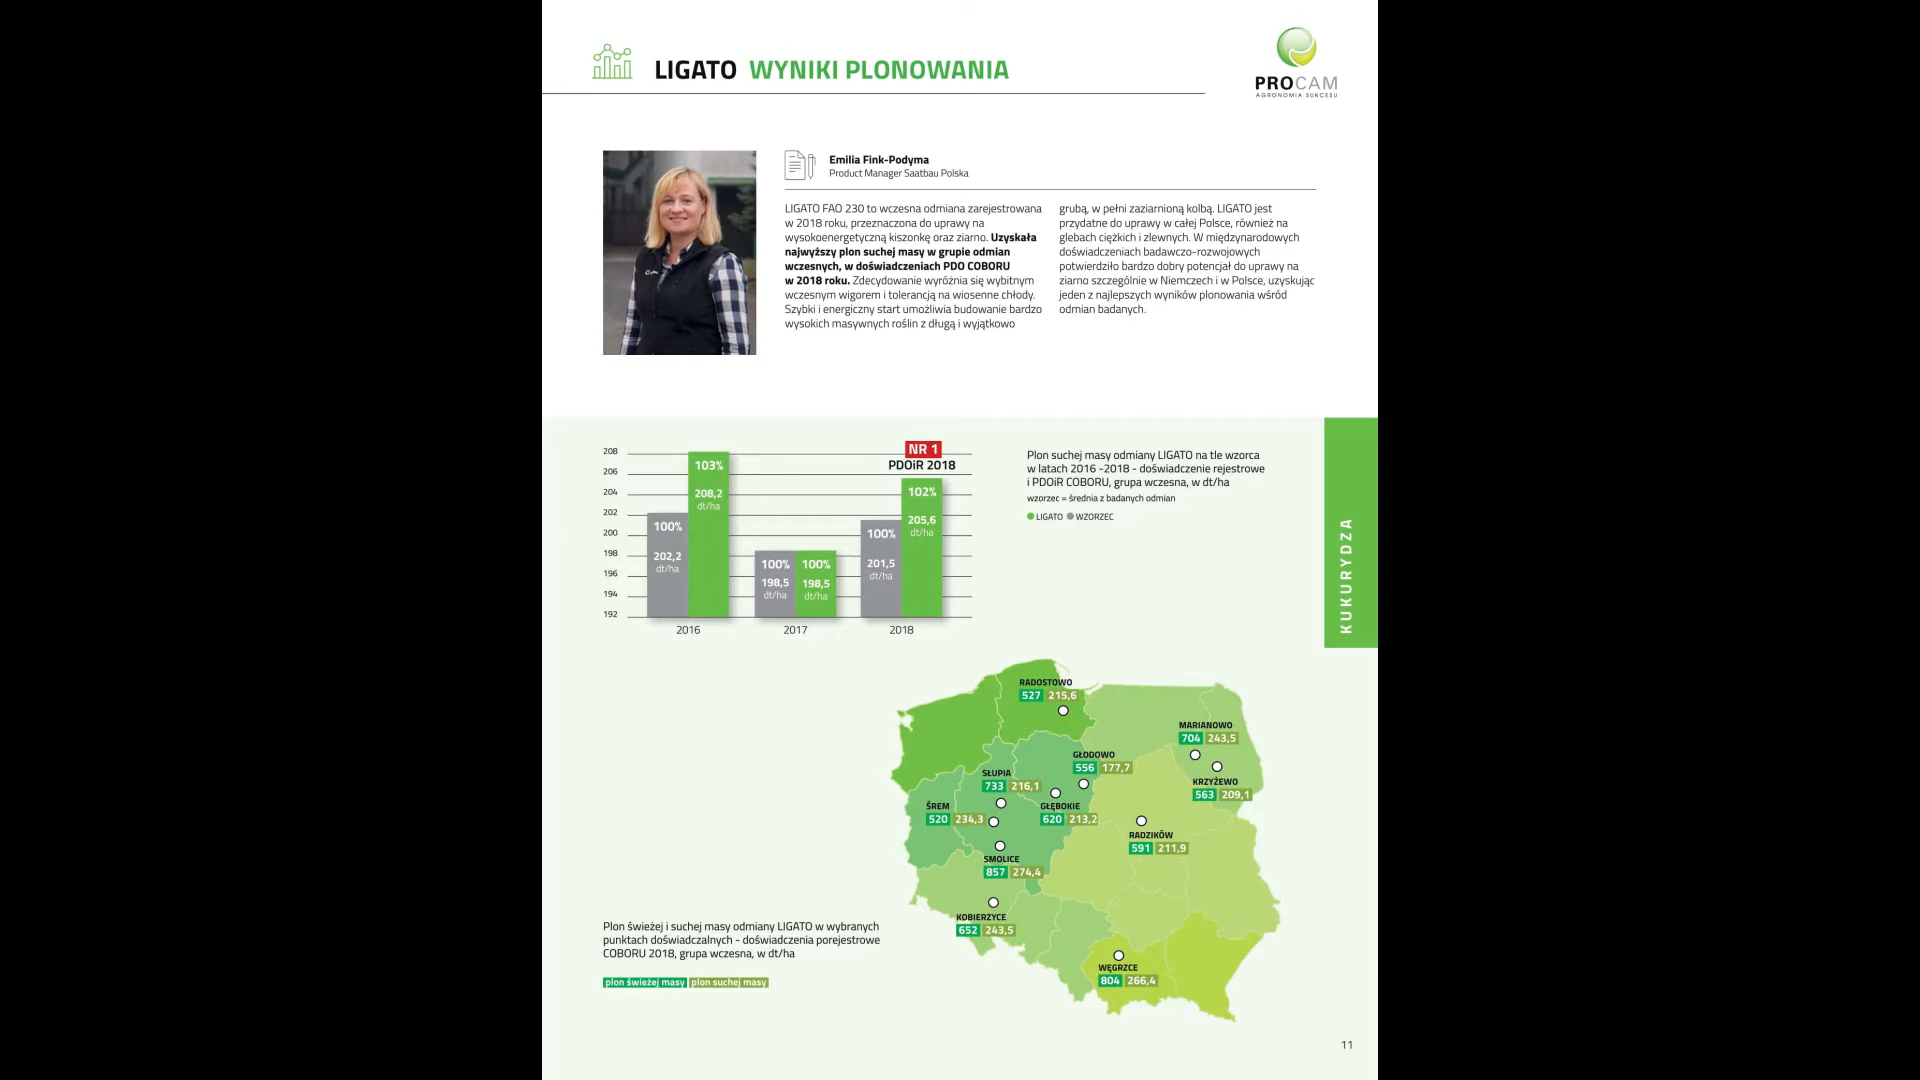 LIGATO WYNIKI PLONOWANIA
PROCAM
AGRONOMIA SUKCESU
Emilia Fink-Podyma
Product Manager Saatbau Polska
LIGATO FAO 230 to wczesna odmiana zarejestrowana
w 2018 roku, przeznaczona do uprawy na
wysokoenergetyczną kiszonkę oraz ziarno. Uzyskała
najwyższy plon suchej masy w grupie odmian
wczesnych, w doświadczeniach PDO COBORU
w 2018 roku. Zdecydowanie wyróżnia się wybitnym
wczesnym wigorem i tolerancją na wiosenne chłody.
Szybki i energiczny start umożliwia budowanie bardzo
wysokich masywnych roślin z długą i wyjątkowo
grubą, w pełni zaziarnioną kolbą. LIGATO jest
przydatne do uprawy w całej Polsce, również na
glebach ciężkich i zlewnych. W międzynarodowych
doświadczeniach badawczo-rozwojowych
potwierdziło bardzo dobry potencjał do uprawy na
ziarno szczególnie w Niemczech i w Polsce, uzyskując
jeden z najlepszych wyników plonowania wśród
odmian badanych.
208
206
204
202
200
198
196
194
192
100%
202,2
dt/ha
103%
208,2
dt/ha
2016
100%
198,5
dt/ha
100%
198,5
dt/ha
2017
NR 1
PDOiR 2018
100%
201,5
dt/ha
102%
205,6
dt/ha
2018
Plon suchej masy odmiany LIGATO na tle wzorca
w latach 2016 -2018 - doświadczenie rejestrowe
i PDOiR COBORU, grupa wczesna, w dt/ha
wzorzec = średnia z badanych odmian
LIGATO WZORZEC
KUKURYDZA
RADOSTOWO
527 215,6
MARIANOWO
704 243,5
GŁODOWO
556 177,7
SŁUPIA
733 216,1
KRZYŻEWO
563 209,1
ŚREM
520 234,3
GŁĘBOKIE
620 213,2
RADZIKÓW
591 211,9
SMOLICE
857 274,4
KOBIERZYCE
652 243,5
WĘGRZCE
804 266,4
Plon świeżej i suchej masy odmiany LIGATO w wybranych
punktach doświadczalnych - doświadczenia porejestrowe
COBORU 2018, grupa wczesna, w dt/ha
plon świeżej masy plon suchej masy
11